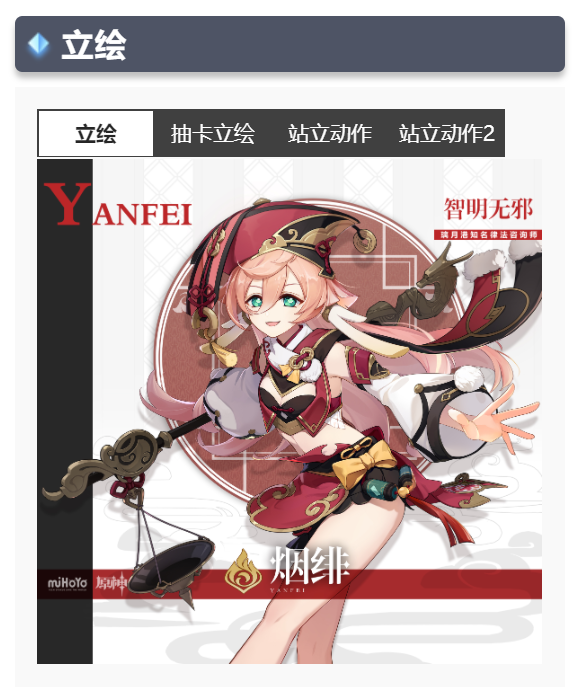 立绘
立绘 抽卡立绘 站立动作 站立动作2
YANFEI
智明无邪
璃月港知名律法咨询师
烟绯
YANFEI
miHoYo 原神